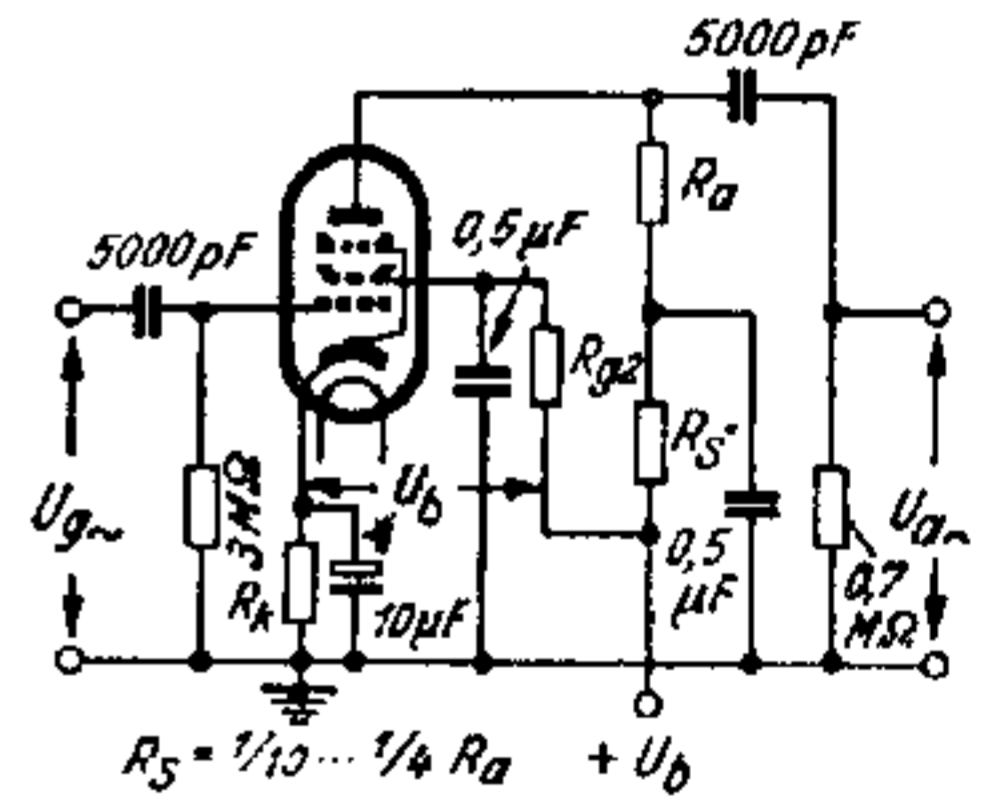 5000pF
5000pF
Ra
0,5µF
Rg2
RS
Ug~
3MΩ
Ub
Ua~
Rk
10µF
0,5
µF
0,7
MΩ
RS = 1/10 ... 1/4 Ra
+ Ub